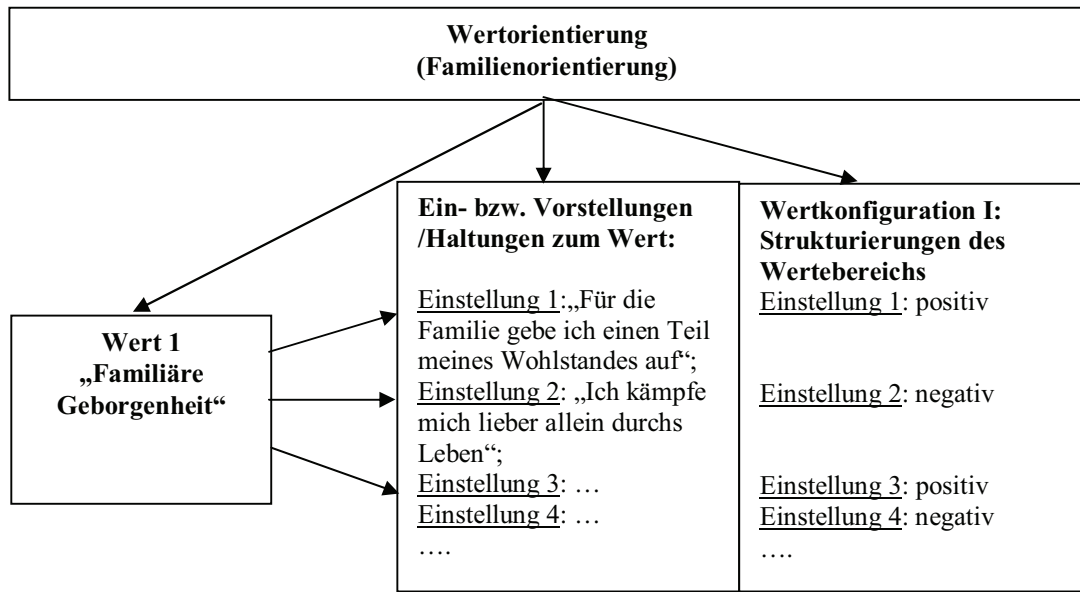 Wertorientierung
(Familienorientierung)
Wert 1
„Familiäre
Geborgenheit“
Ein- bzw. Vorstellungen
/Haltungen zum Wert:
Einstellung 1:„Für die
Familie gebe ich einen Teil
meines Wohlstandes auf“;
Einstellung 2: „Ich kämpfe
mich lieber allein durchs
Leben“;
Einstellung 3: …
Einstellung 4: …
….
Wertkonfiguration I:
Strukturierungen des
Wertebereichs
Einstellung 1: positiv
Einstellung 2: negativ
Einstellung 3: positiv
Einstellung 4: negativ
….